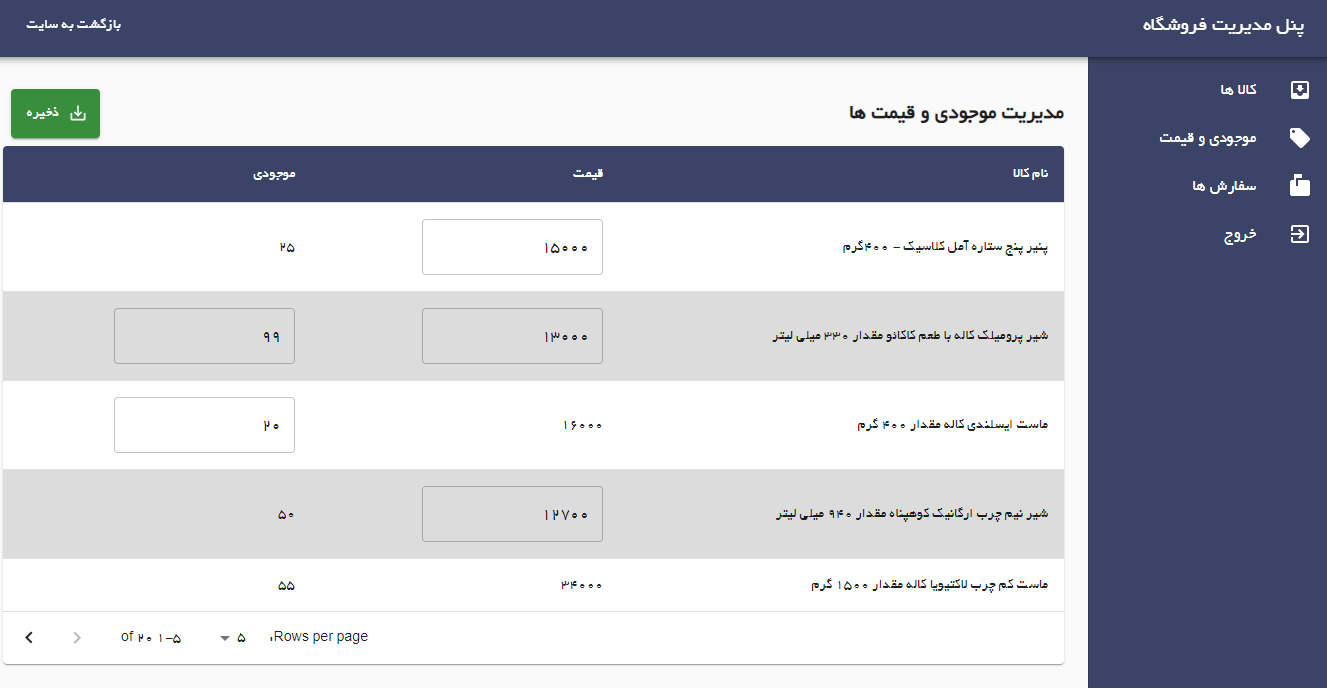 پنل مدیریت فروشگاه
بازگشت به سایت
کالا ها
موجودی و قیمت
سفارش ها
خروج
مدیریت موجودی و قیمت ها
ذخیره
نام کالا قیمت موجودی
پنیر پنج ستاره آمل کلاسیک - ۴۰۰گرم ۱۵۰۰۰ ۲۵
شیر پرومیلک کاله با طعم کاکائو مقدار ۳۳۰ میلی لیتر ۱۳۰۰۰ ۹۹
ماست ایسلندی کاله مقدار ۴۰۰ گرم ۱۶۰۰۰ ۲۰
شیر نیم چرب ارگانیک کوهپناه مقدار ۹۴۰ میلی لیتر ۱۲۷۰۰ ۵۰
ماست کم چرب لاکتیویا کاله مقدار ۱۵۰۰ گرم ۳۴۰۰۰ ۵۵
Rows per page: ۵ ۱-۵ of ۲۰